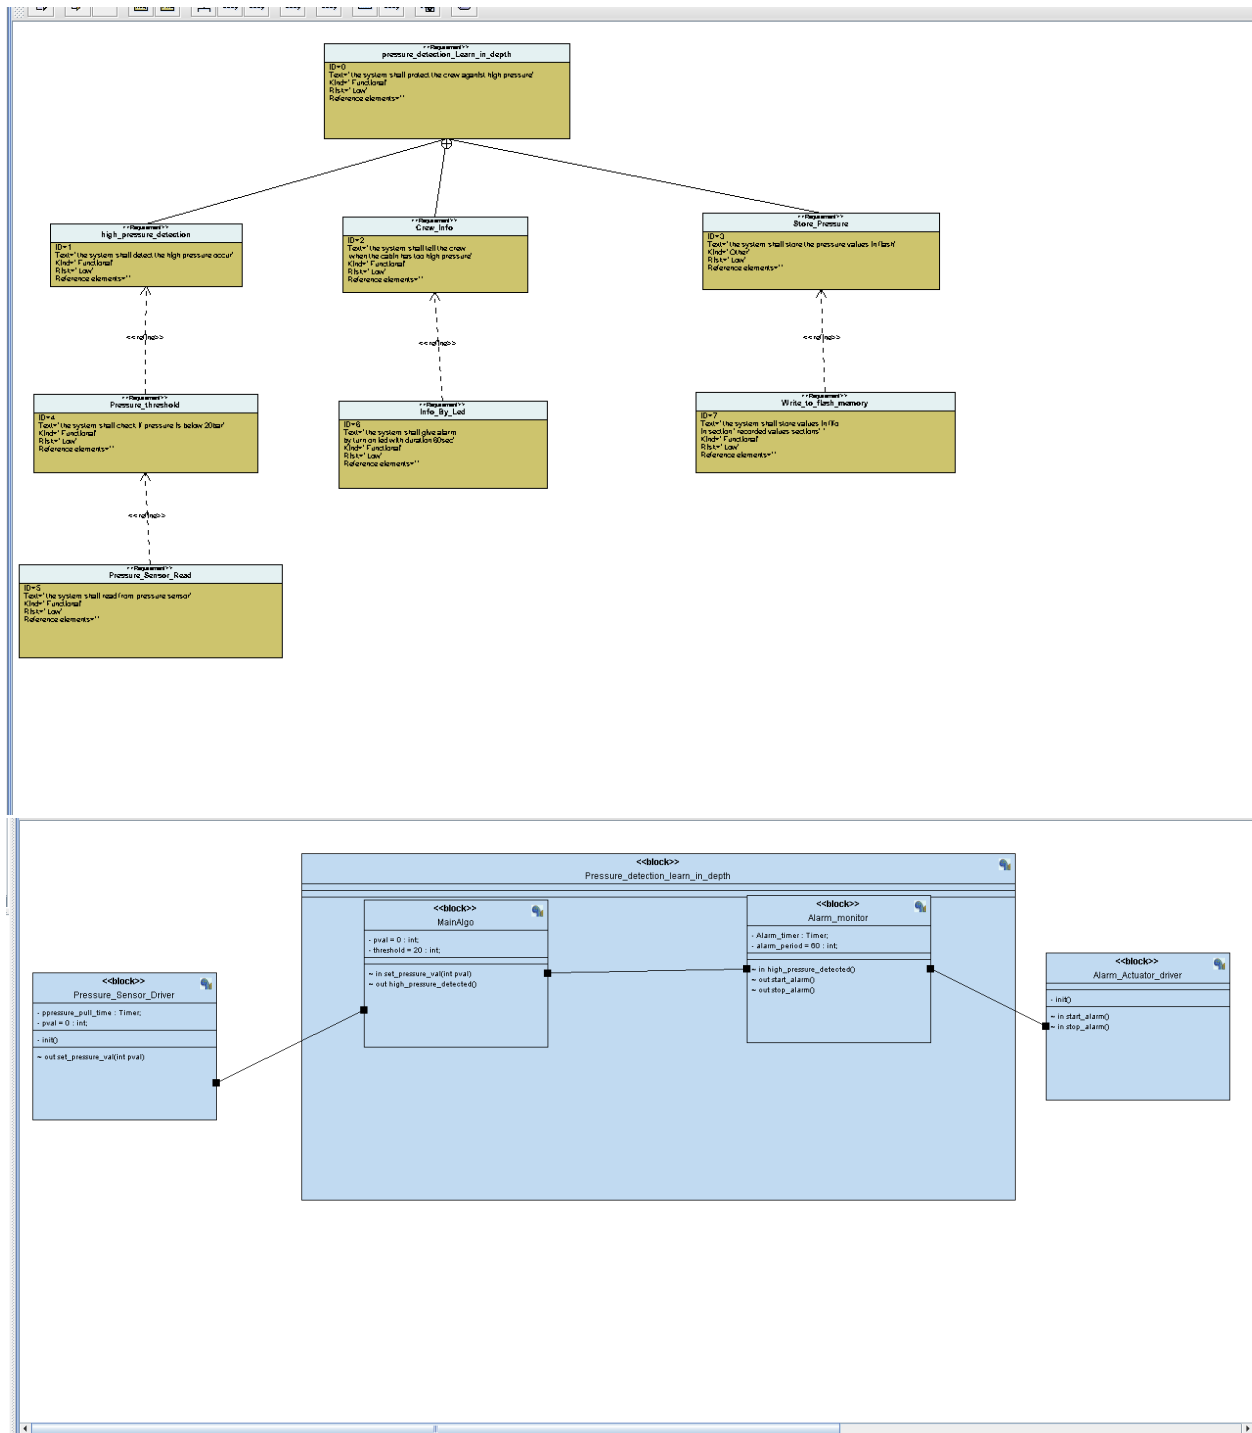 <<Requirement>>
pressure_detection_Learn_in_depth
ID=0
Text="the system shall protect the crew aganist high pressure"
Kind="Functional"
Risk="Low"
Reference elements=""
<<Requirement>>
high_pressure_detection
ID=1
Text="the system shall detect the high pressure occur"
Kind="Functional"
Risk="Low"
Reference elements=""
<<Requirement>>
Crew_Info
ID=2
Text="the system shall tell the crew
when the cabin has too high pressure"
Kind="Functional"
Risk="Low"
Reference elements=""
<<Requirement>>
Store_Pressure
ID=3
Text="the system shall store the pressure values in flash"
Kind="Other"
Risk="Low"
Reference elements=""
<<refine>>
<<refine>>
<<refine>>
<<Requirement>>
Pressure_threshold
ID=4
Text="the system shall check if pressure is below 20bar"
Kind="Functional"
Risk="Low"
Reference elements=""
<<Requirement>>
Info_By_Led
ID=6
Text="the system shall give alarm
by turn on led with duration 60sec"
Kind="Functional"
Risk="Low"
Reference elements=""
<<Requirement>>
Write_to_flash_memory
ID=7
Text="the system shall store values in fifo
in section" recorded values sections" "
Kind="Functional"
Risk="Low"
Reference elements=""
<<refine>>
<<Requirement>>
Pressure_Sensor_Read
ID=5
Text="the system shall read from pressure sensor"
Kind="Functional"
Risk="Low"
Reference elements=""
<<block>>
Pressure_detection_learn_in_depth
<<block>>
MainAlgo
- pval = 0 : int;
- threshold = 20 : int;
~ in set_pressure_val(int pval)
~ out high_pressure_detected()
<<block>>
Alarm_monitor
- Alarm_timer : Timer;
- alarm_period = 60 : int;
~ in high_pressure_detected()
~ out start_alarm()
~ out stop_alarm()
<<block>>
Pressure_Sensor_Driver
- ppressure_pull_time : Timer;
- pval = 0 : int;
- init()
~ out set_pressure_val(int pval)
<<block>>
Alarm_Actuator_driver
- init()
~ in start_alarm()
~ in stop_alarm()